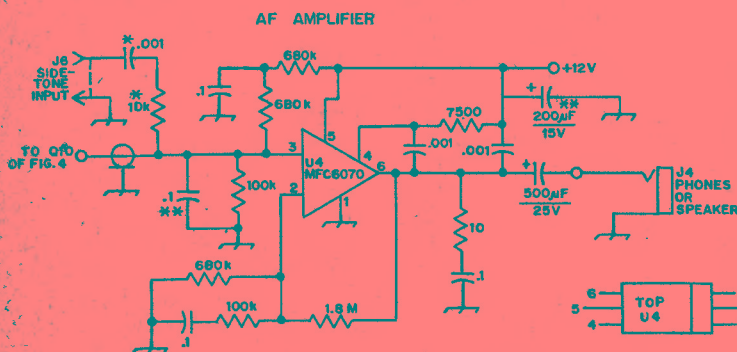 AF AMPLIFIER
J6
SIDE-
TONE
INPUT
*
.001
*
10k
680k
.1
680k
+12V
+
**
200µF
15V
7500
.001
.001
TO Q10
OF FIG. 4
3
5
4
U4
MFC6070
6
2
1
+
500µF
25V
J4
PHONES
OR
SPEAKER
.1
**
100k
10
.1
680k
100k
.1
1.8 M
6
5
4
TOP
U4